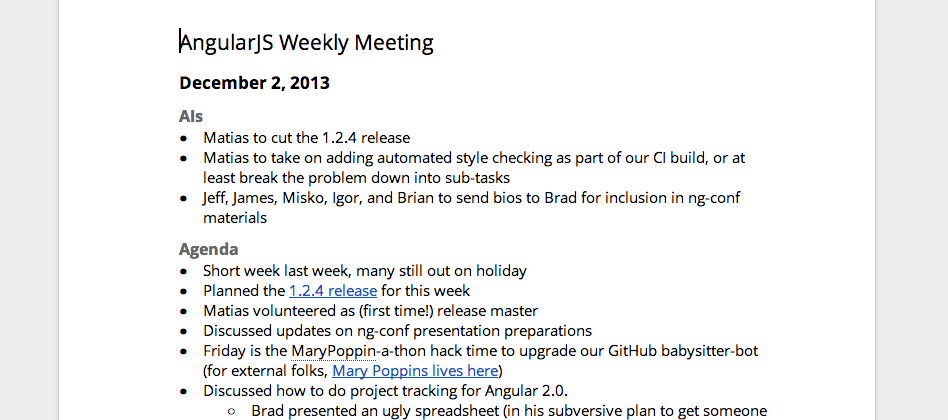 AngularJS Weekly Meeting
December 2, 2013
AIs
• Matias to cut the 1.2.4 release
• Matias to take on adding automated style checking as part of our CI build, or at
least break the problem down into sub-tasks
• Jeff, James, Misko, Igor, and Brian to send bios to Brad for inclusion in ng-conf
materials
Agenda
• Short week last week, many still out on holiday
• Planned the 1.2.4 release for this week
• Matias volunteered as (first time!) release master
• Discussed updates on ng-conf presentation preparations
• Friday is the MaryPoppin-a-thon hack time to upgrade our GitHub babysitter-bot
(for external folks, Mary Poppins lives here)
• Discussed how to do project tracking for Angular 2.0.
○ Brad presented an ugly spreadsheet (in his subversive plan to get someone